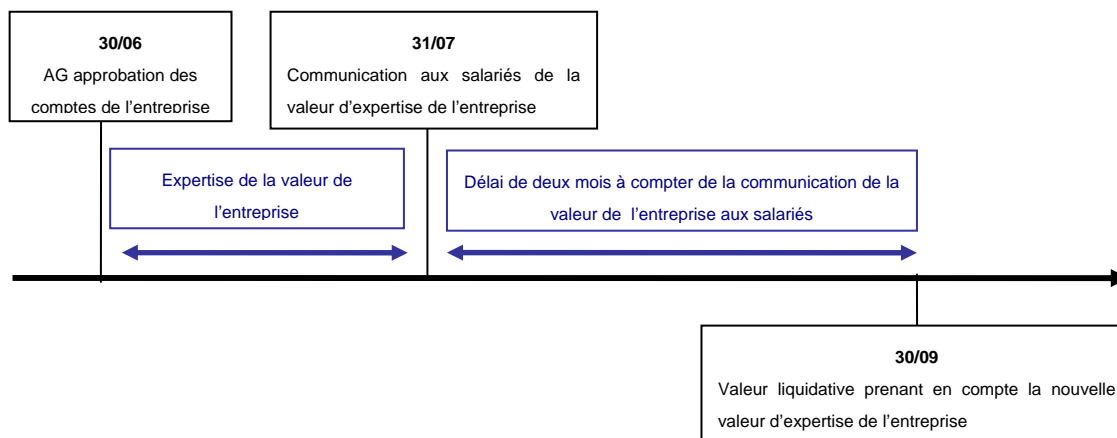 30/06
AG approbation des
comptes de l'entreprise
31/07
Communication aux salariés de la
valeur d'expertise de l'entreprise
Expertise de la valeur de
l'entreprise
Délai de deux mois à compter de la communication de la
valeur de l'entreprise aux salariés
30/09
Valeur liquidative prenant en compte la nouvelle
valeur d'expertise de l'entreprise